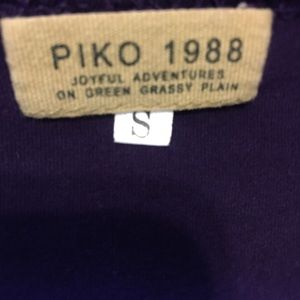 PIKO 1988
JOYFUL ADVENTURES
ON GREEN GRASSY PLAIN
S